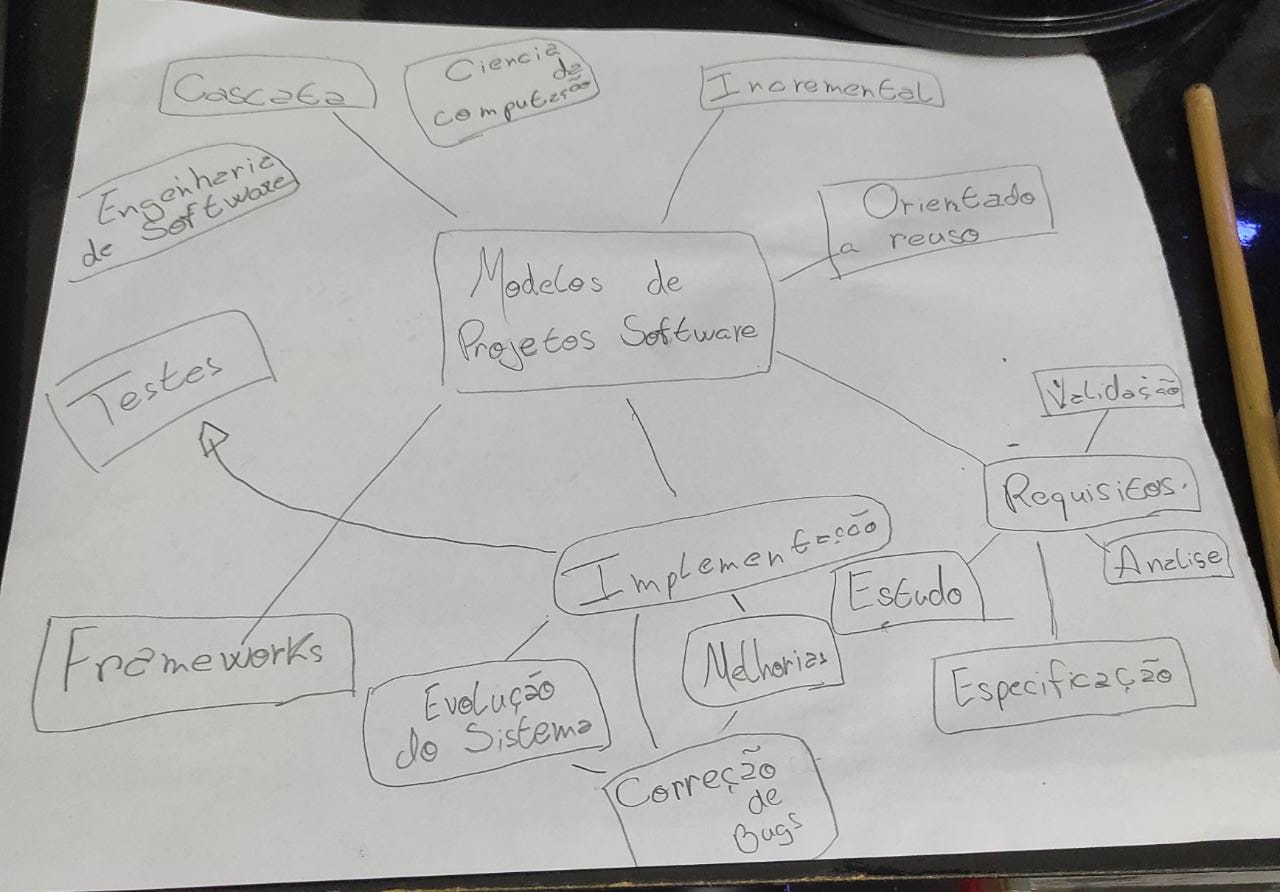 Cascata
Ciencia
da
computação
Incremental
Engenharia
de Software
Orientado
a reuso
Modelos de
Projetos Software
Testes
Validação
Requisitos.
Implementação
Analise
Estudo
Frameworks
Melhorias
Especificação
Evolução
do Sistema
Correção
de
Bugs